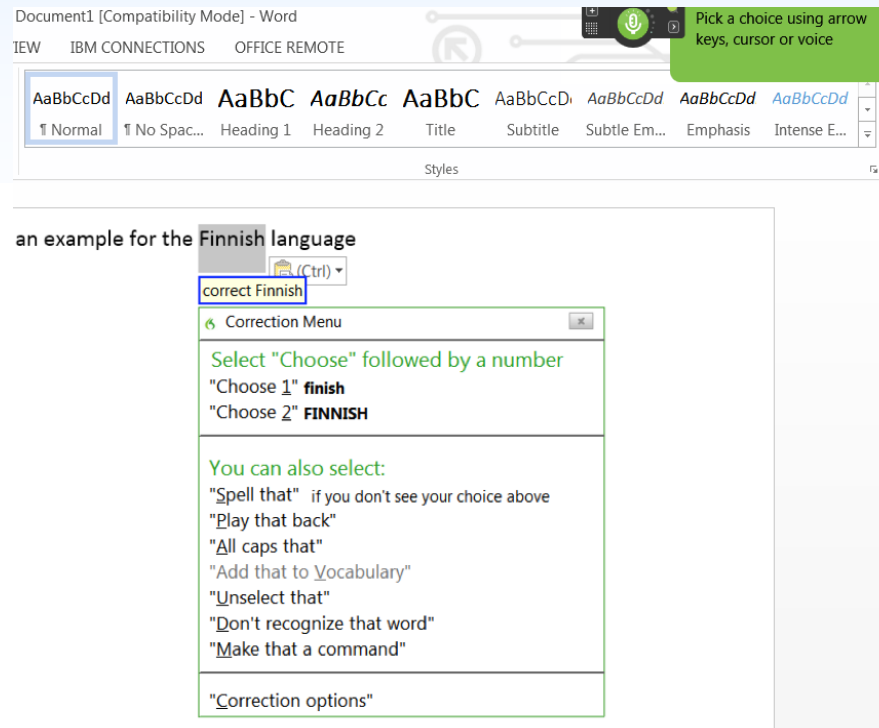 Document1 [Compatibility Mode] - Word
Pick a choice using arrow
keys, cursor or voice
IEW IBM CONNECTIONS OFFICE REMOTE
AaBbCcDd AaBbCcDd AaBbC AaBbCc AaBbC AaBbCcD AaBbCcDd AaBbCcDd AaBbCcDd
¶ Normal ¶ No Spac... Heading 1 Heading 2 Title Subtitle Subtle Em... Emphasis Intense E...
Styles
an example for the Finnish language
(Ctrl)
correct Finnish
Correction Menu
Select "Choose" followed by a number
"Choose 1" finish
"Choose 2" FINNISH
You can also select:
"Spell that" if you don't see your choice above
"Play that back"
"All caps that"
"Add that to Vocabulary"
"Unselect that"
"Don't recognize that word"
"Make that a command"
"Correction options"